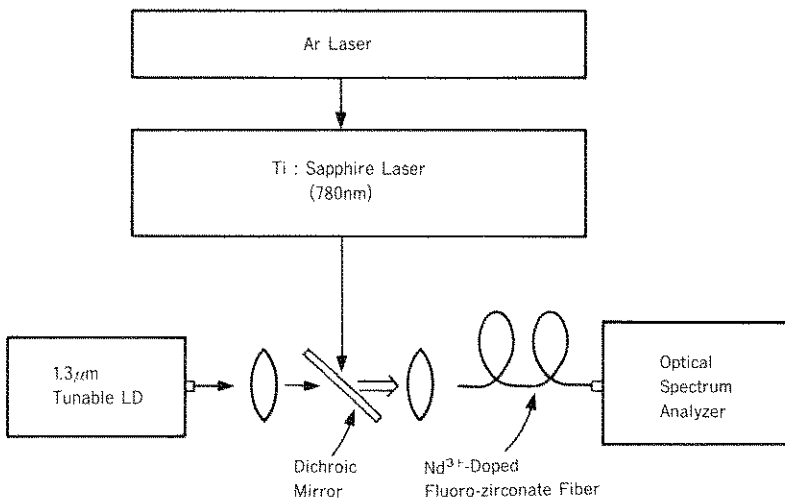 Ar Laser
Ti : Sapphire Laser
(780nm)
1.3μm
Tunable LD
Optical
Spectrum
Analyzer
Dichroic
Mirror
Nd³⁺-Doped
Fluoro-zirconate Fiber